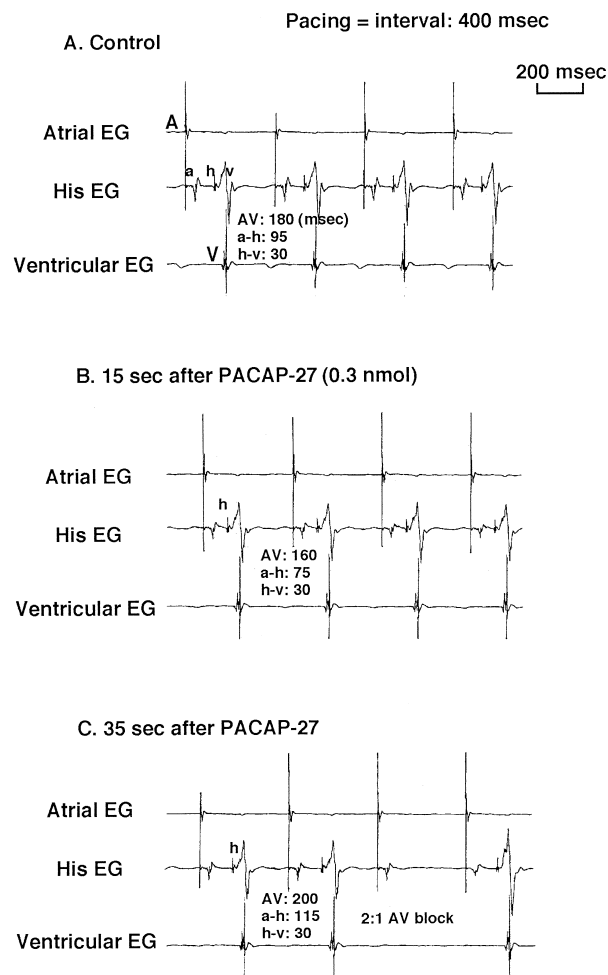 Pacing = interval: 400 msec
A. Control
200 msec
Atrial EG
A
His EG
a h v
AV: 180 (msec)
a-h: 95
h-v: 30
Ventricular EG
V
B. 15 sec after PACAP-27 (0.3 nmol)
Atrial EG
h
His EG
AV: 160
a-h: 75
h-v: 30
Ventricular EG
C. 35 sec after PACAP-27
Atrial EG
h
His EG
AV: 200
a-h: 115
h-v: 30
2:1 AV block
Ventricular EG